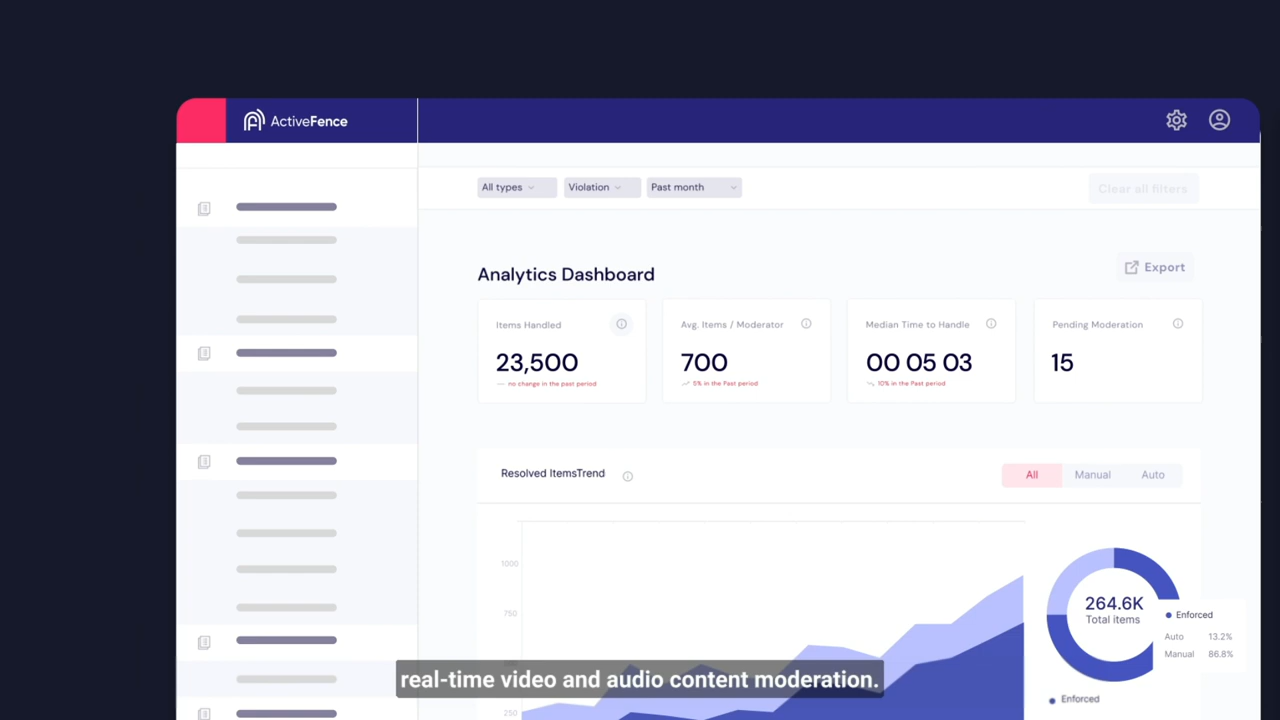 ActiveFence
All types
Violation
Past month
Clear all filters
Analytics Dashboard
Export
Items Handled
23,500
no change in the past period
Avg. Items / Moderator
700
5% in the Past period
Median Time to Handle
00 05 03
10% in the Past period
Pending Moderation
15
Resolved ItemsTrend
All
Manual
Auto
1000
750
250
264.6K
Total items
Enforced
Auto 13.2%
Manual 86.8%
Enforced
real-time video and audio content moderation.